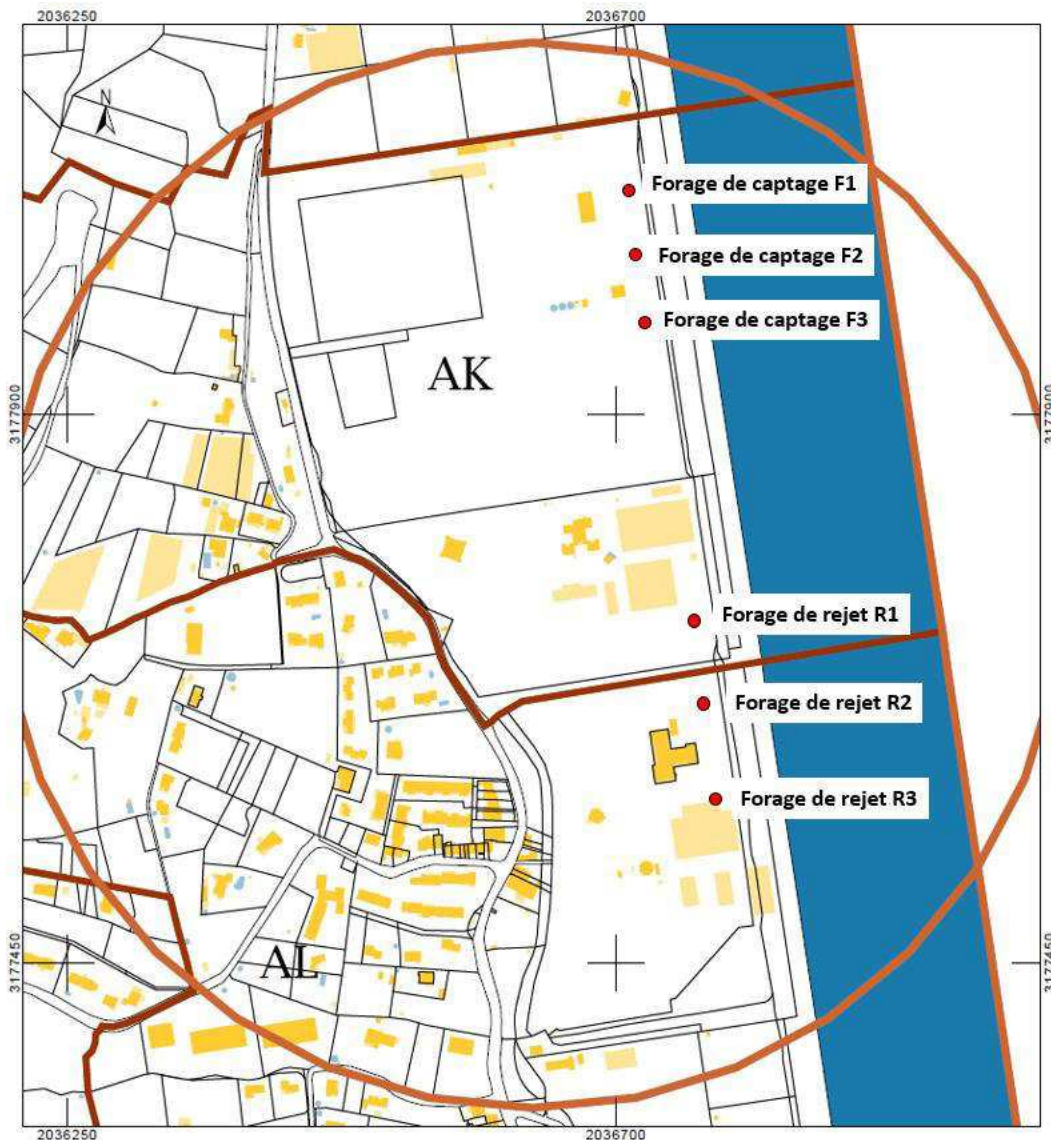 2036250
2036700
N
Forage de captage F1
Forage de captage F2
Forage de captage F3
AK
3177900
3177900
Forage de rejet R1
Forage de rejet R2
Forage de rejet R3
AL
3177450
3177450
2036250
2036700